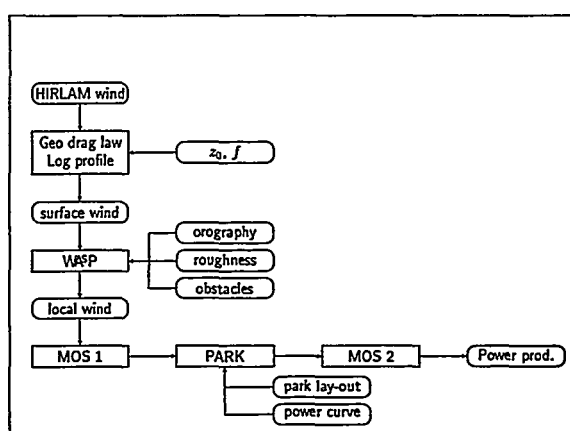 HIRLAM wind
Geo drag law
Log profile
z₀, f
surface wind
orography
WAsP
roughness
obstacles
local wind
MOS 1
PARK
MOS 2
Power prod.
park lay-out
power curve